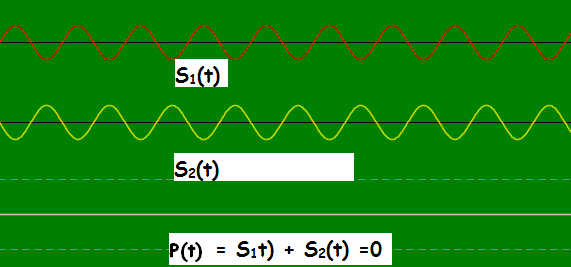 S₁(t)
S₂(t)
P(t) = S₁t) + S₂(t) =0